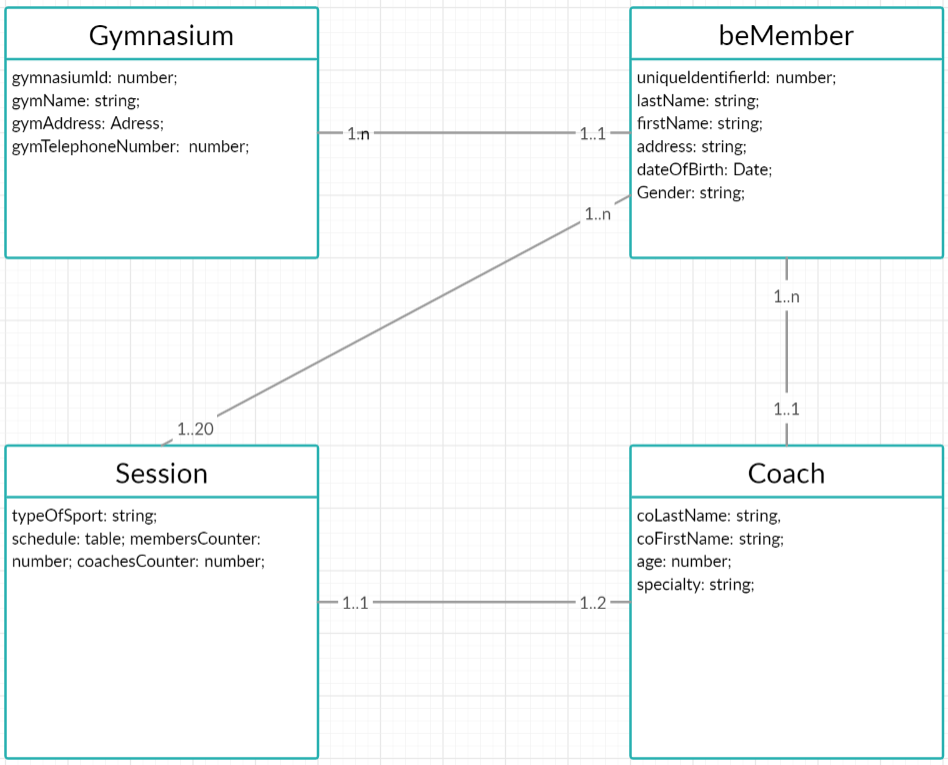 Gymnasium
gymnasiumId: number;
gymName: string;
gymAddress: Adress;
gymTelephoneNumber:  number;
beMember
uniqueIdentifierId: number;
lastName: string;
firstName: string;
address: string;
dateOfBirth: Date;
Gender: string;
1:n
1..1
1..n
1..n
1..1
1..20
Session
typeOfSport: string;
schedule: table; membersCounter:
number; coachesCounter: number;
Coach
coLastName: string,
coFirstName: string;
age: number;
specialty: string;
1..1
1..2